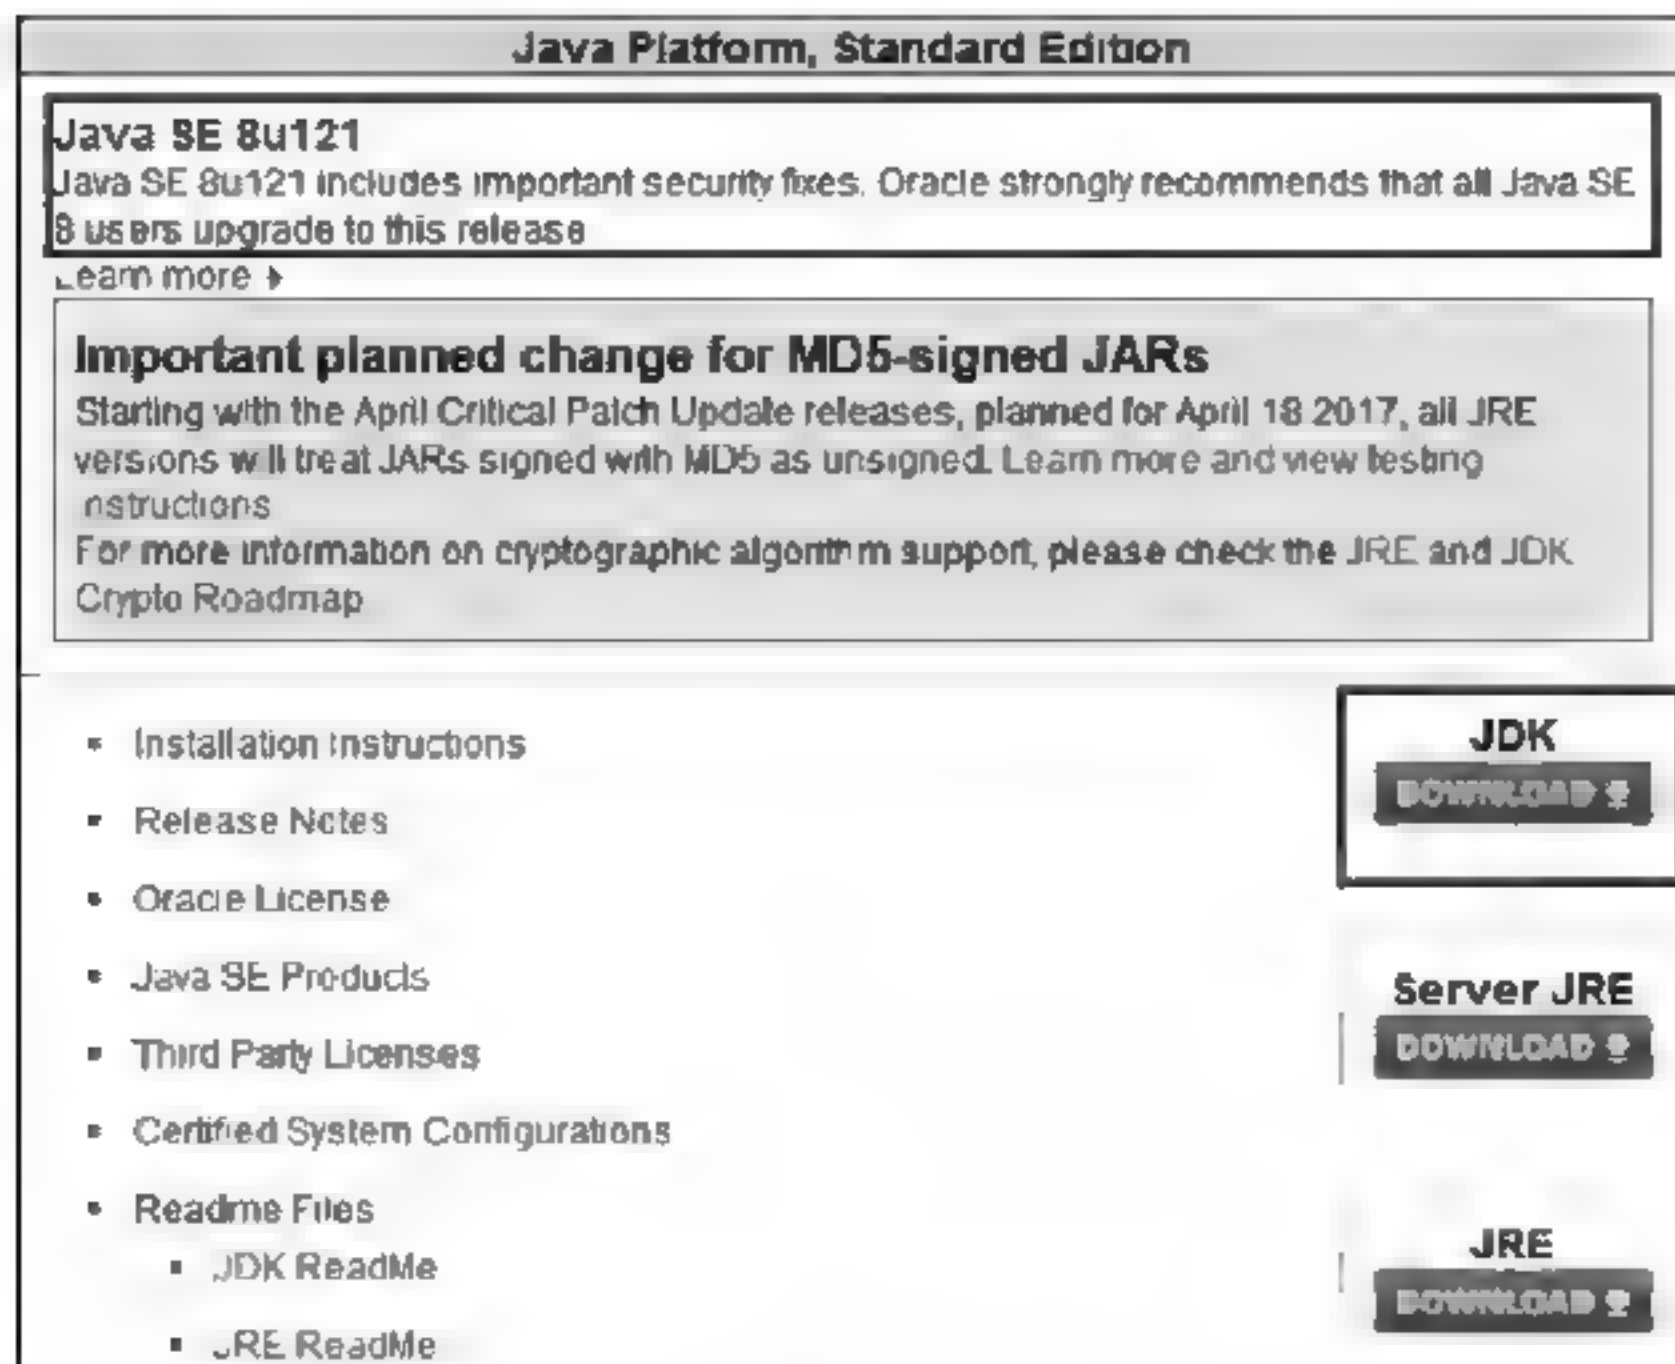 Java Platform, Standard Edition
Java SE 8u121
Java SE 8u121 includes important security fixes. Oracle strongly recommends that all Java SE
8 users upgrade to this release
Learn more
Important planned change for MD5-signed JARs
Starting with the April Critical Patch Update releases, planned for April 18 2017, all JRE
versions will treat JARs signed with MD5 as unsigned. Learn more and view testing
instructions
For more information on cryptographic algorithm support, please check the JRE and JDK
Crypto Roadmap
Installation Instructions
Release Notes
Oracle License
Java SE Products
Third Party Licenses
Certified System Configurations
Readme Files
JDK ReadMe
JRE ReadMe
JDK
DOWNLOAD
Server JRE
DOWNLOAD
JRE
DOWNLOAD